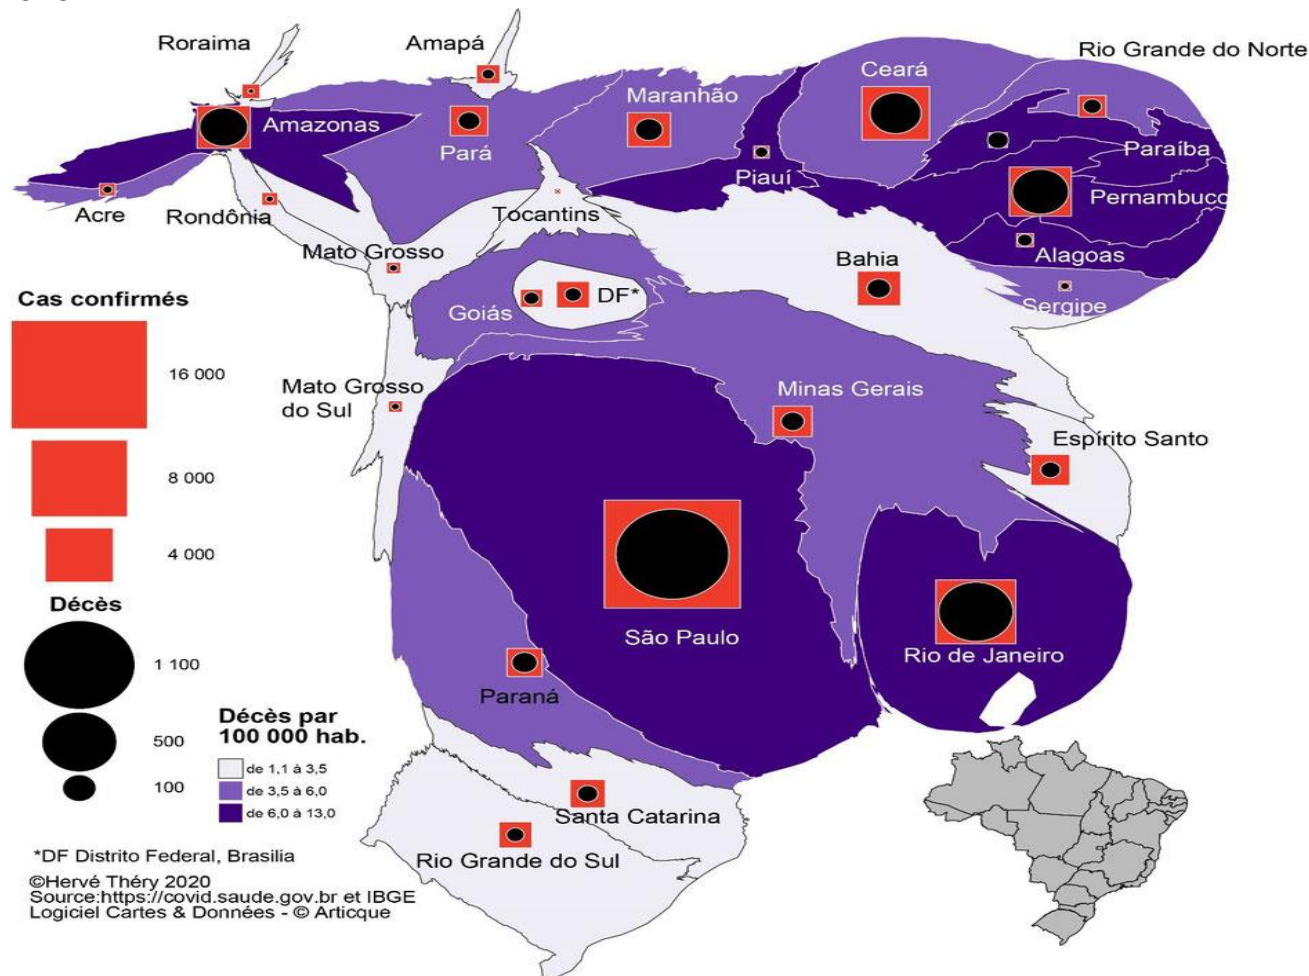 Roraima
Amapá
Rio Grande do Norte
Ceará
Maranhão
Amazonas
Pará
Paraíba
Piauí
Pernambuco
Acre
Rondônia
Tocantins
Mato Grosso
Bahia
Alagoas
Cas confirmés
DF*
Goiás
Sergipe
16 000
Mato Grosso
do Sul
Minas Gerais
Espírito Santo
8 000
4 000
Décès
São Paulo
Rio de Janeiro
1 100
Paraná
Décès par
100 000 hab.
500
de 1,1 à 3,5
100
de 3,5 à 6,0
de 6,0 à 13,0
Santa Catarina
Rio Grande do Sul
*DF Distrito Federal, Brasilia
©Hervé Théry 2020
Source:https://covid.saude.gov.br et IBGE
Logiciel Cartes & Données - © Articque